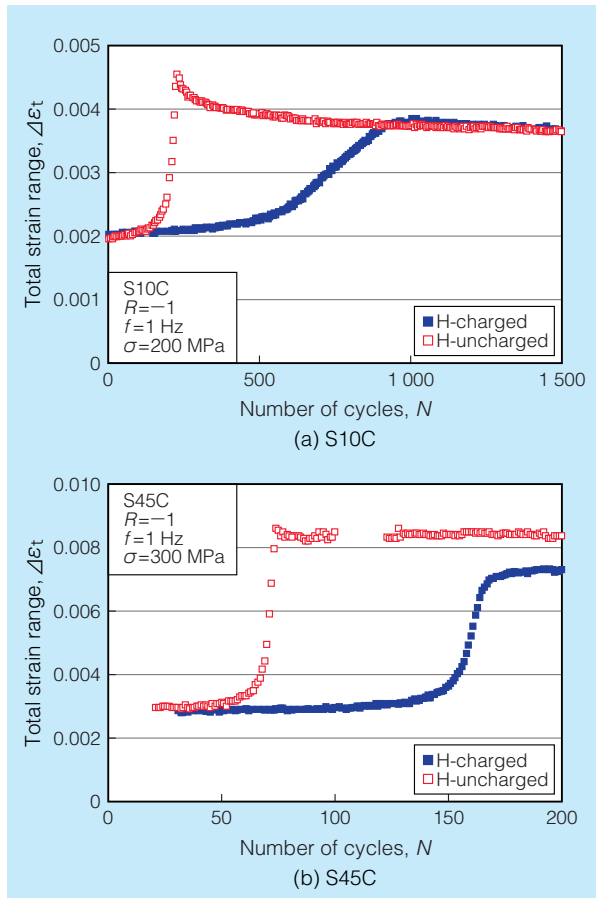 0.005
0.004
0.003
0.002
0.001
0
Total strain range, Δεt
S10C
R=−1
f=1 Hz
σ=200 MPa
H-charged
H-uncharged
0 500 1 000 1 500
Number of cycles, N
(a) S10C
0.010
0.008
0.006
0.004
0.002
0
Total strain range, Δεt
S45C
R=−1
f=1 Hz
σ=300 MPa
H-charged
H-uncharged
0 50 100 150 200
Number of cycles, N
(b) S45C